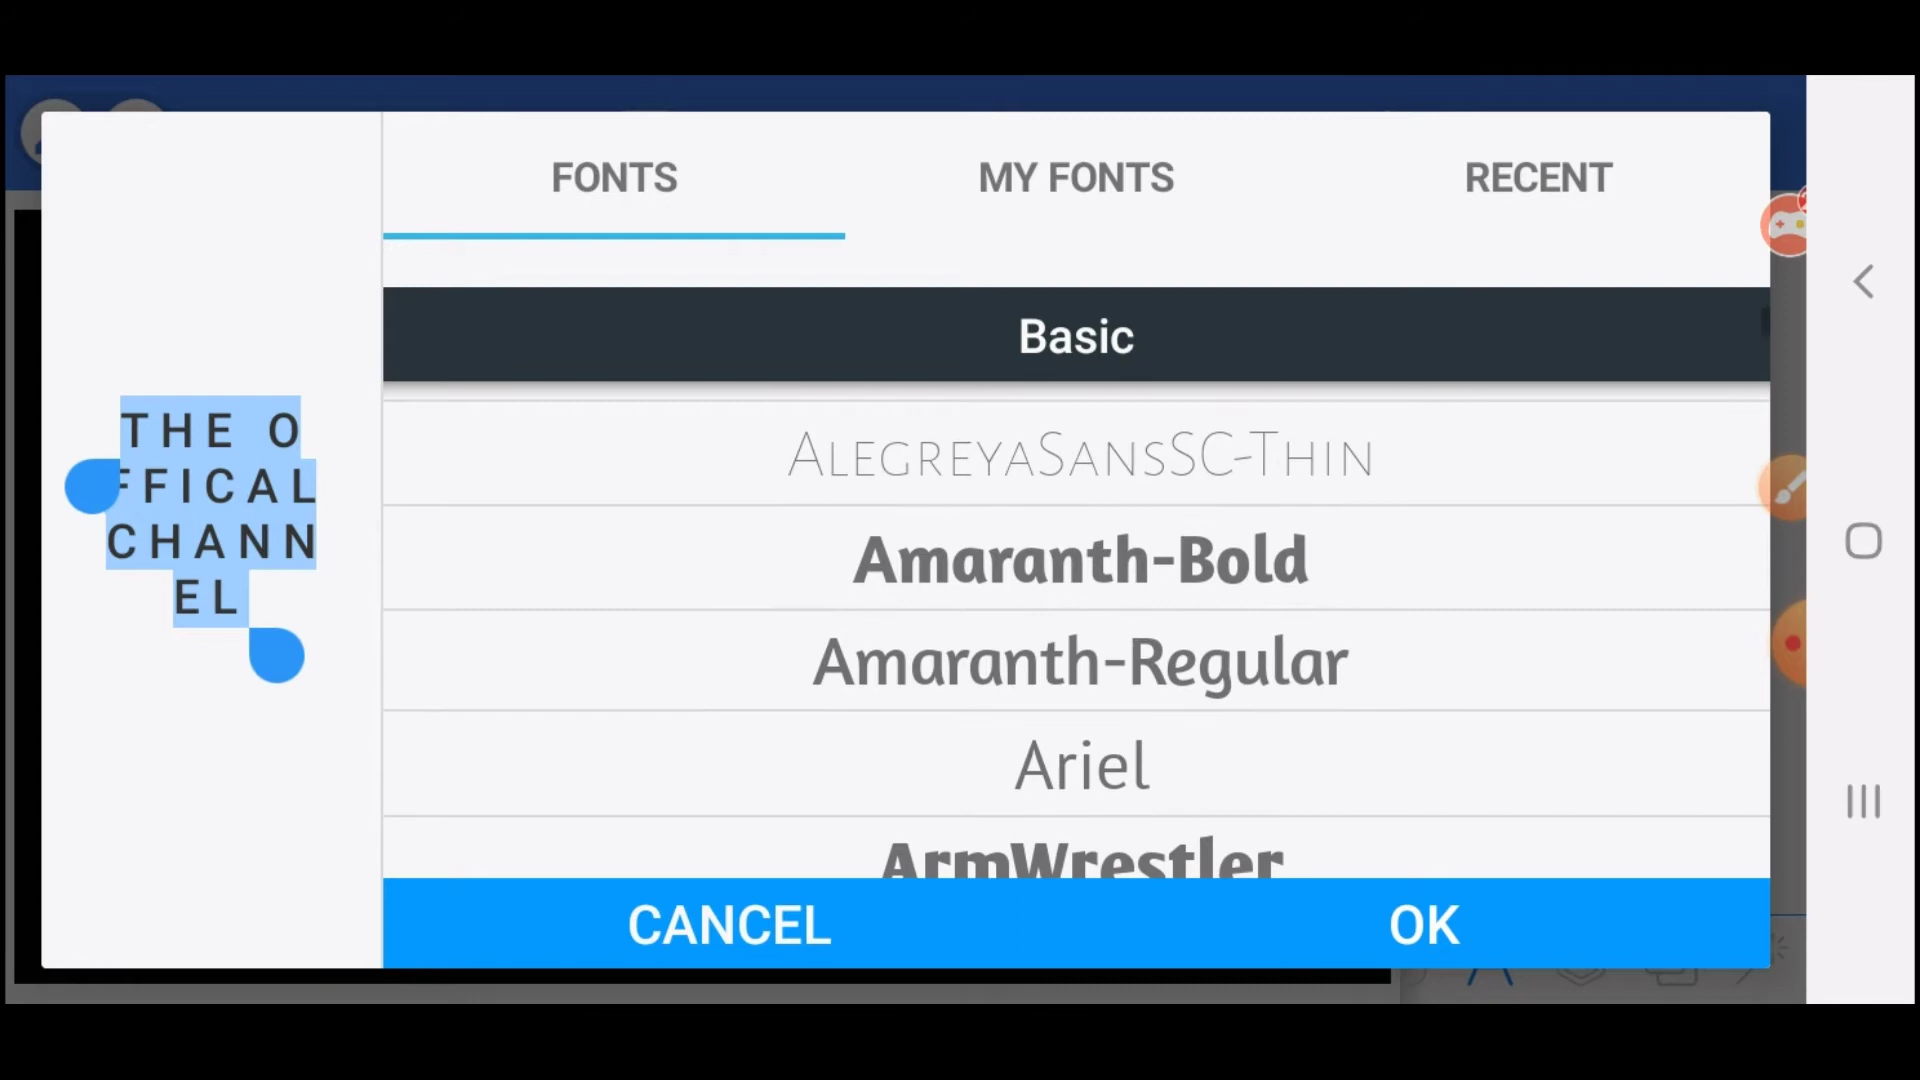 FONTS
MY FONTS
RECENT
Basic
THE O
FFICAL
CHANN
EL
AlegreyaSansSC-Thin
Amaranth-Bold
Amaranth-Regular
Ariel
ArmWrestler
CANCEL
OK